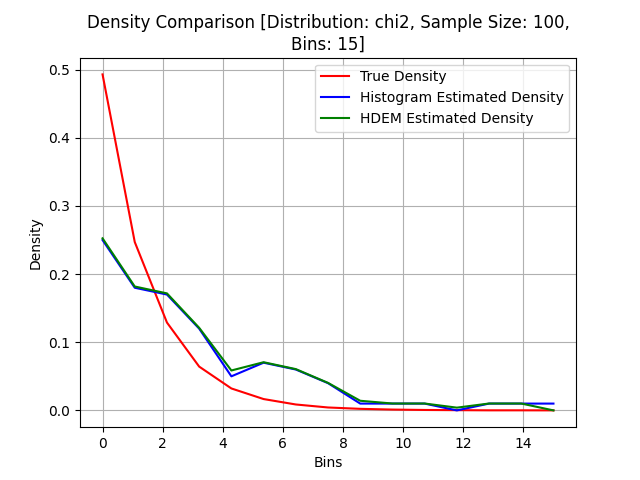 Density Comparison [Distribution: chi2, Sample Size: 100,
Bins: 15]
True Density
Histogram Estimated Density
HDEM Estimated Density
Density
0.5
0.4
0.3
0.2
0.1
0.0
0 2 4 6 8 10 12 14
Bins